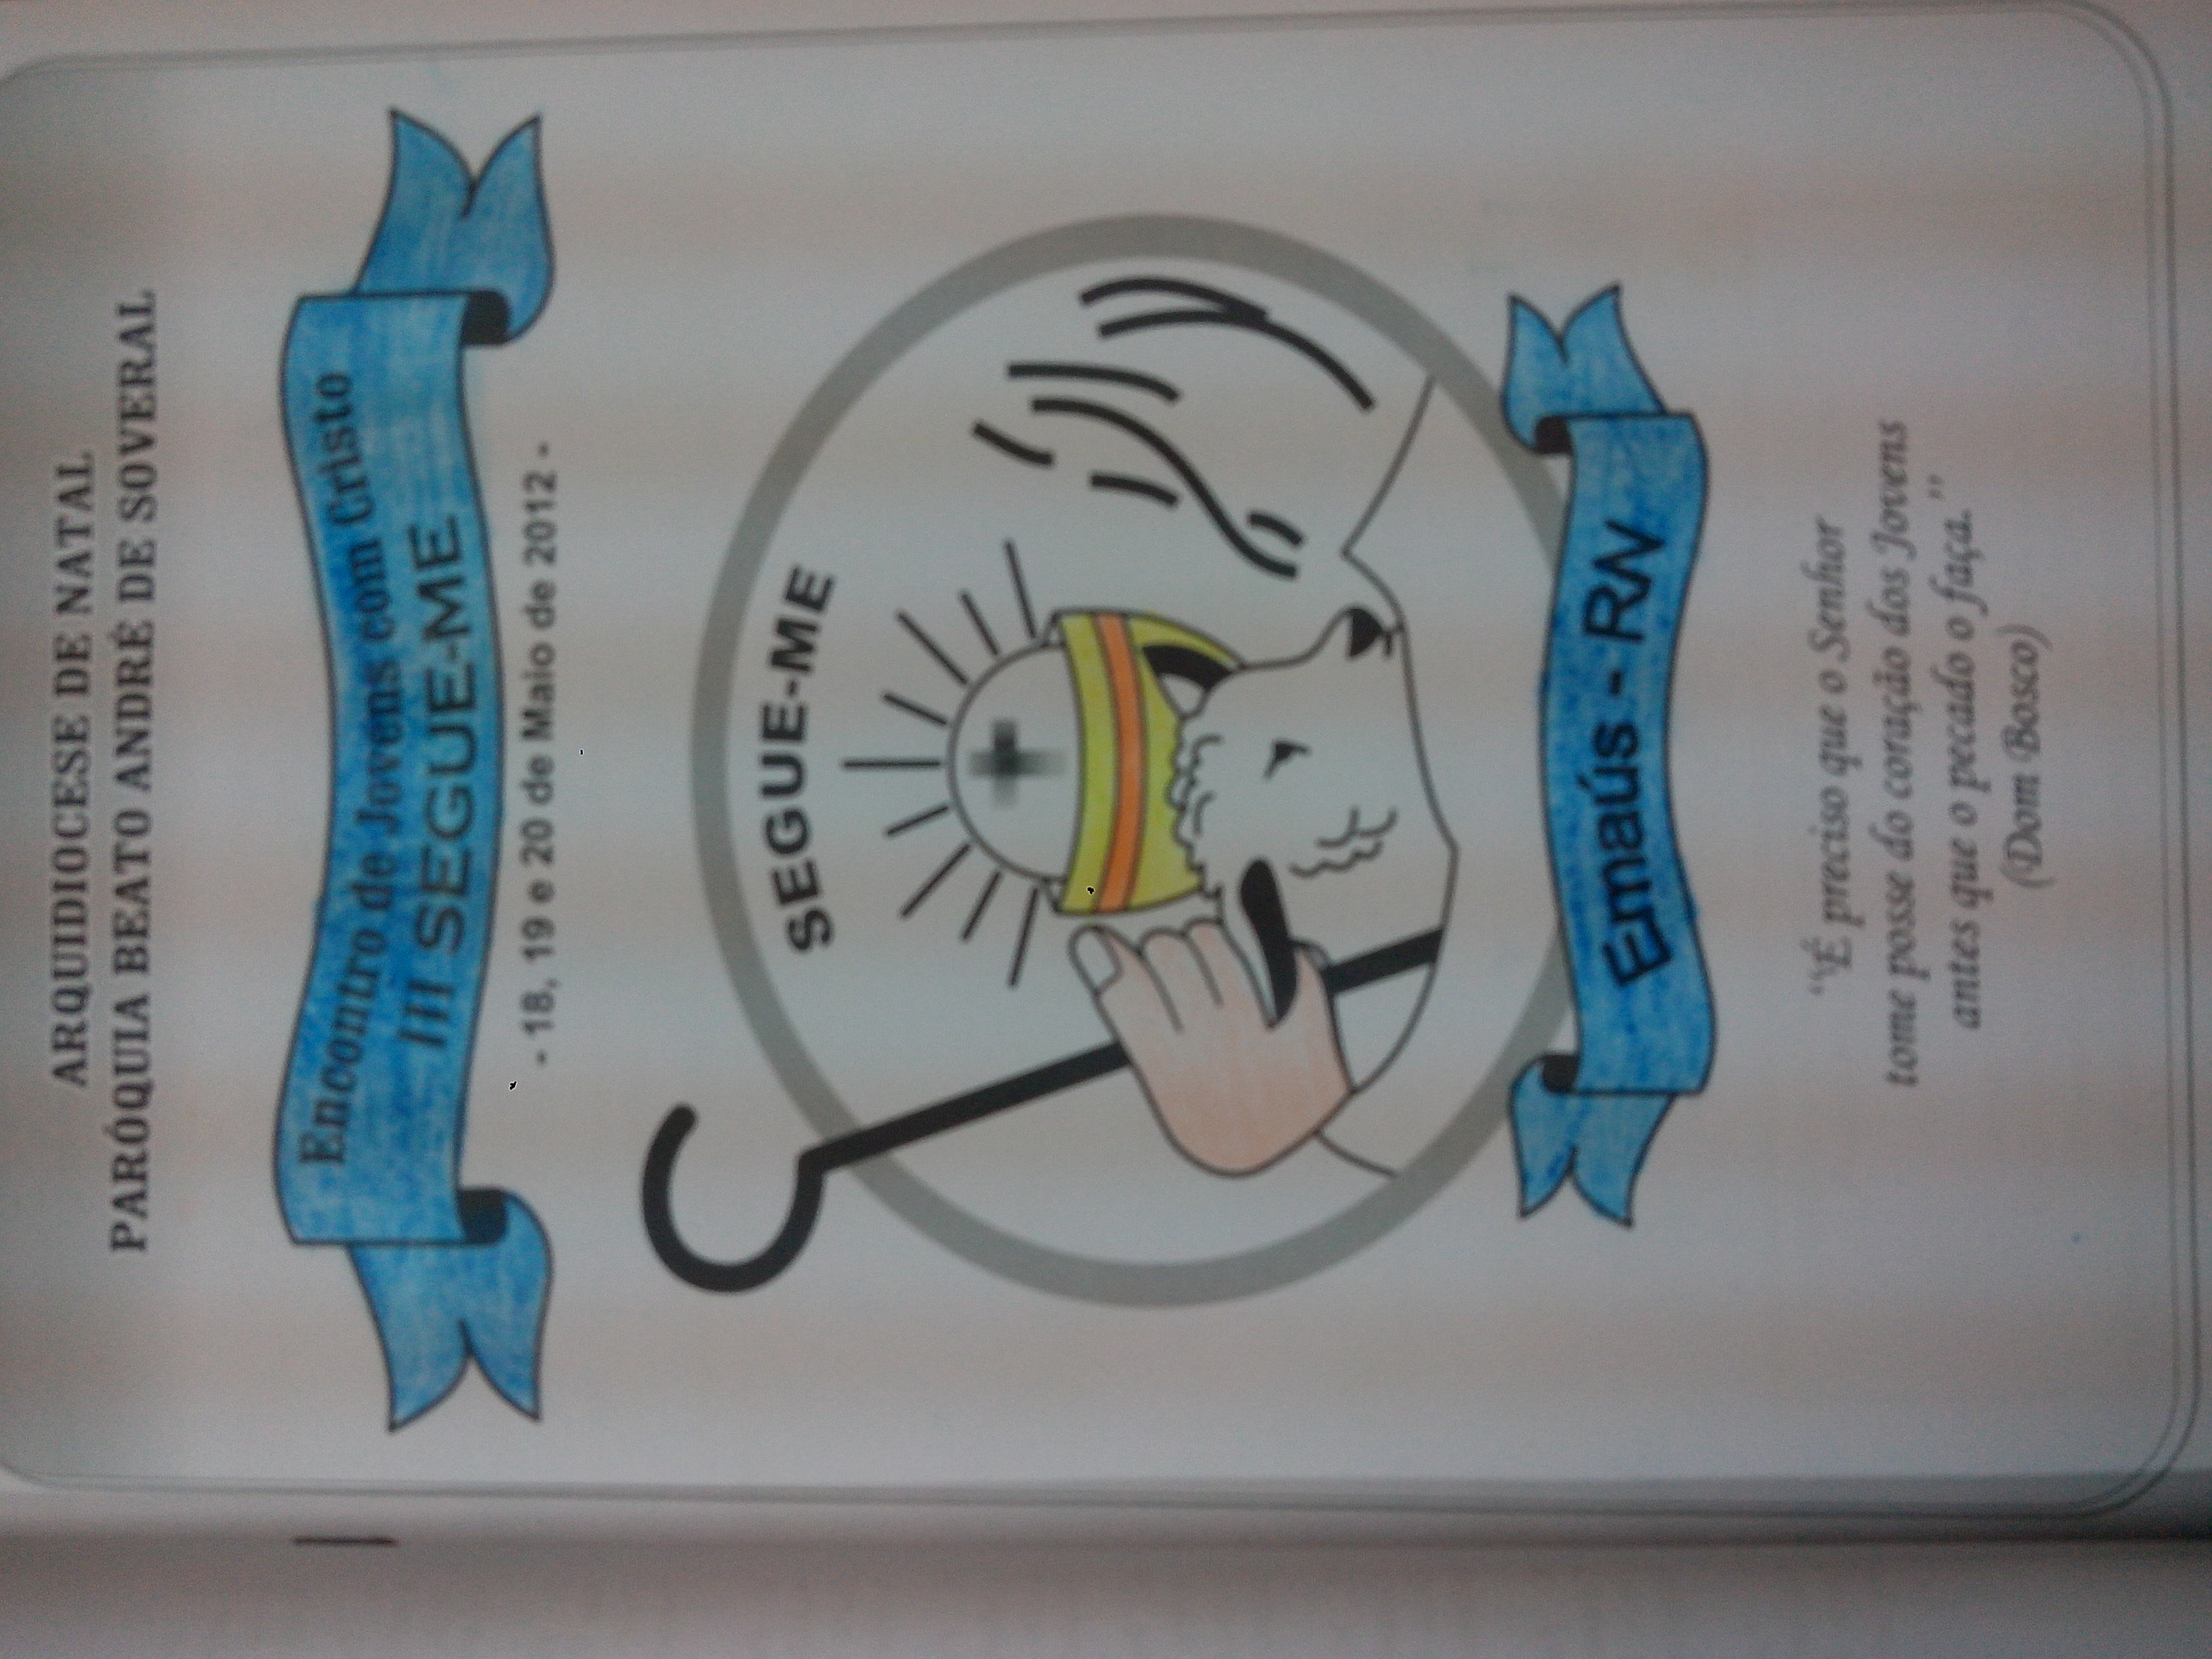 ARQUIDIOCESE DE NATAL
PARÓQUIA BEATO ANDRÉ DE SOVERAL
Encontro de Jovens com Cristo
III SEGUE-ME
- 18, 19 e 20 de Maio de 2012 -
SEGUE-ME
Emaús - RN
“É preciso que o Senhor
tome posse do coração dos Jovens
antes que o pecado o faça.”
(Dom Bosco)